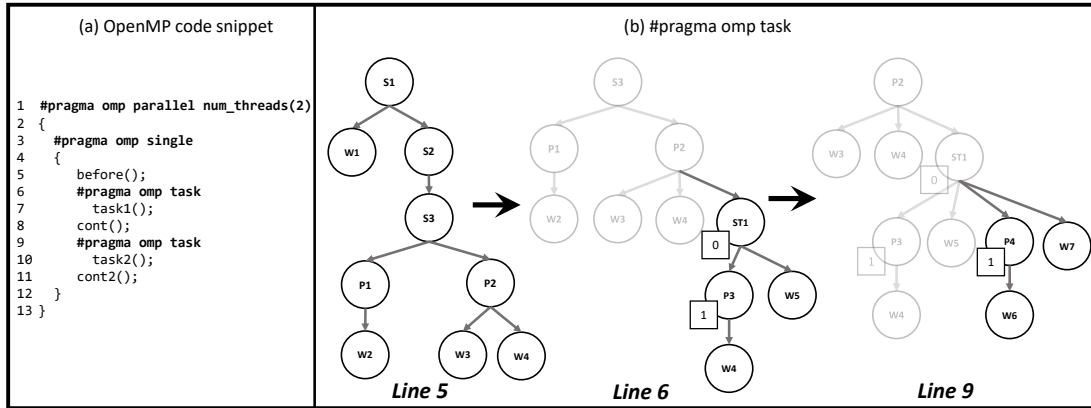 (a) OpenMP code snippet
1 #pragma omp parallel num_threads(2)
2 {
3 #pragma omp single
4 {
5 before();
6 #pragma omp task
7 task1();
8 cont();
9 #pragma omp task
10 task2();
11 cont2();
12 }
13 }
(b) #pragma omp task
S1
W1 S2
S3
P1 P2
W2 W3 W4
Line 5
S3
P1 P2
W2 W3 W4 ST1
0
P3 W5
1
W4
Line 6
P2
W3 W4 ST1
0
P3 W5 P4 W7
1 1
W4 W6
Line 9